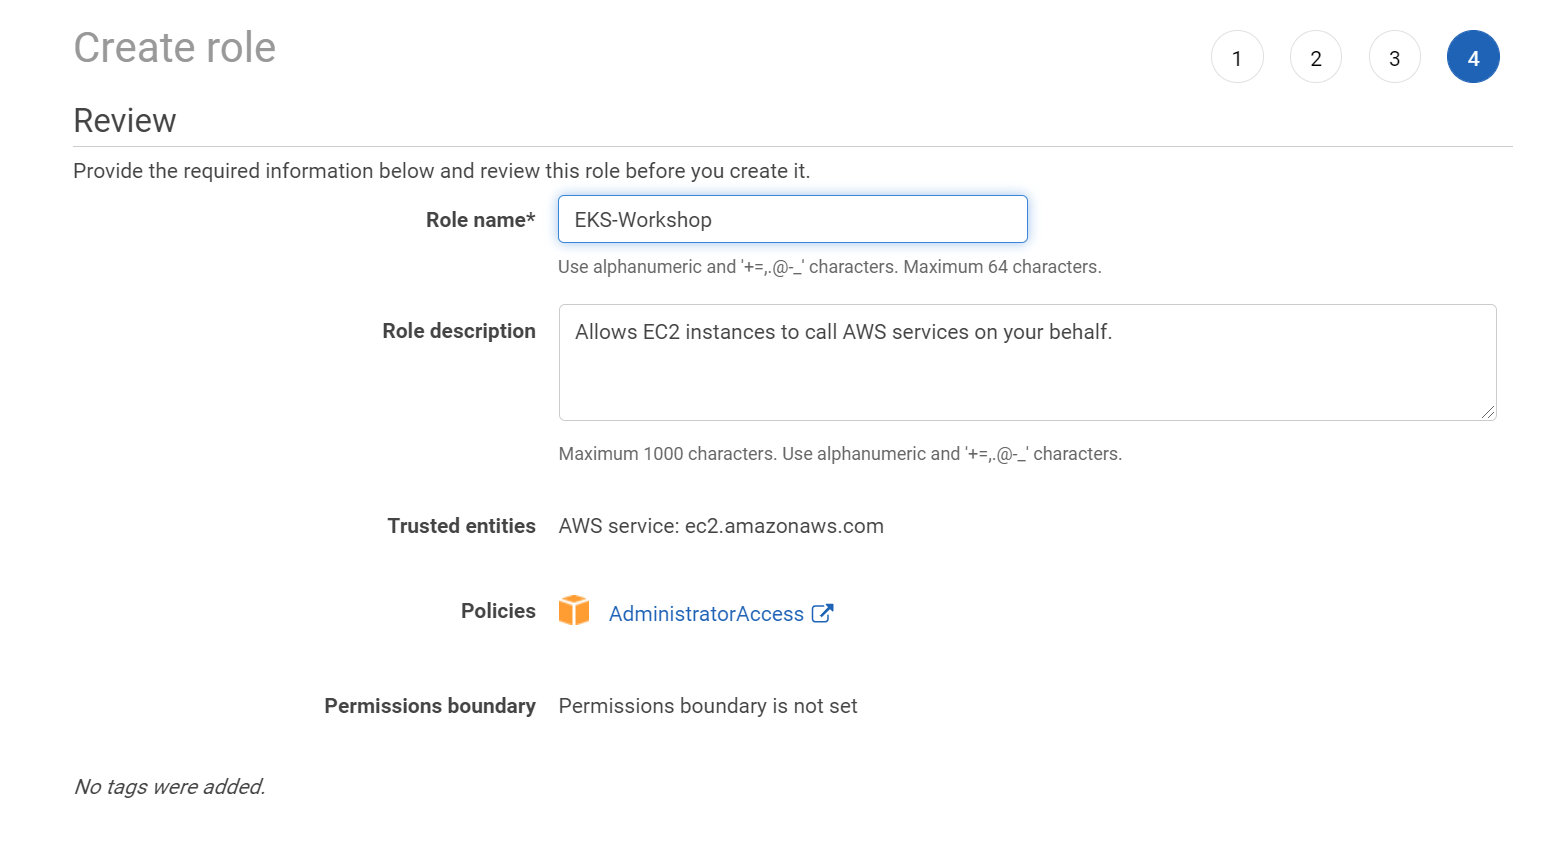 Create role
1 2 3 4
Review
Provide the required information below and review this role before you create it.
Role name* EKS-Workshop
Use alphanumeric and '+=,.@-_' characters. Maximum 64 characters.
Role description Allows EC2 instances to call AWS services on your behalf.
Maximum 1000 characters. Use alphanumeric and '+=,.@-_' characters.
Trusted entities AWS service: ec2.amazonaws.com
Policies AdministratorAccess
Permissions boundary Permissions boundary is not set
No tags were added.